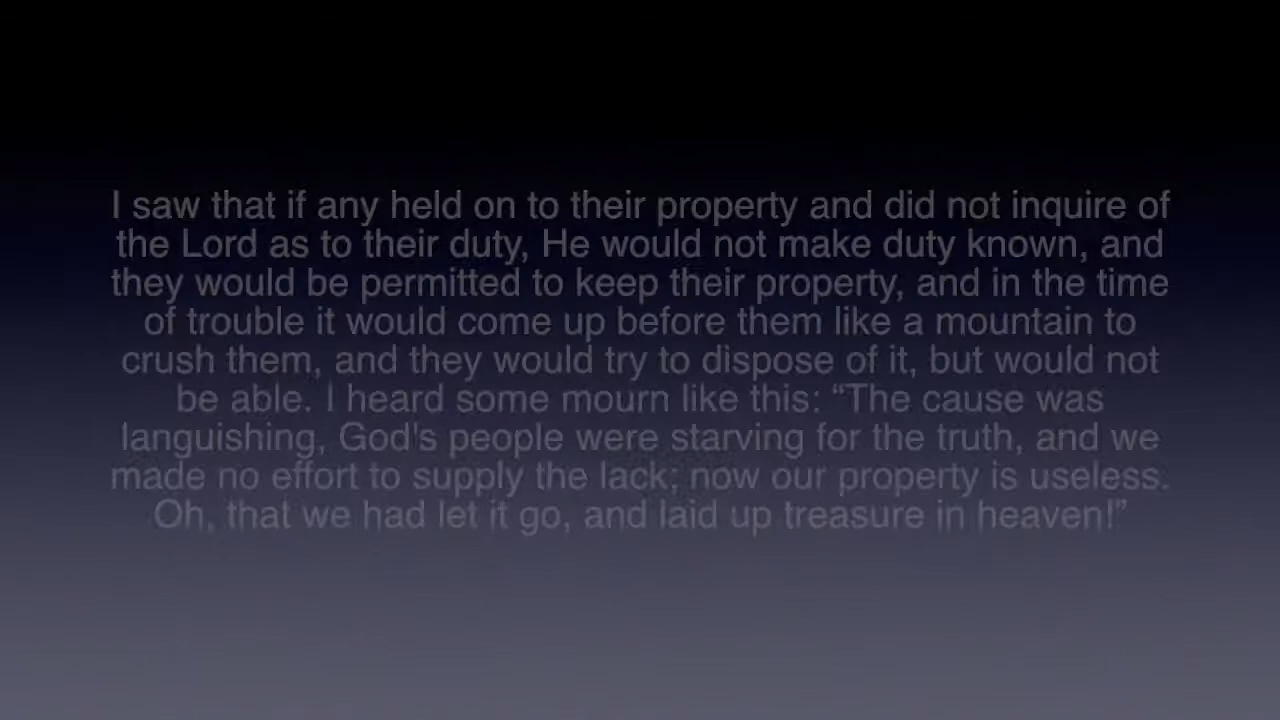 I saw that if any held on to their property and did not inquire of
the Lord as to their duty, He would not make duty known, and
they would be permitted to keep their property, and in the time
of trouble it would come up before them like a mountain to
crush them, and they would try to dispose of it, but would not
be able. I heard some mourn like this: “The cause was
languishing, God's people were starving for the truth, and we
made no effort to supply the lack; now our property is useless.
Oh, that we had let it go, and laid up treasure in heaven!”